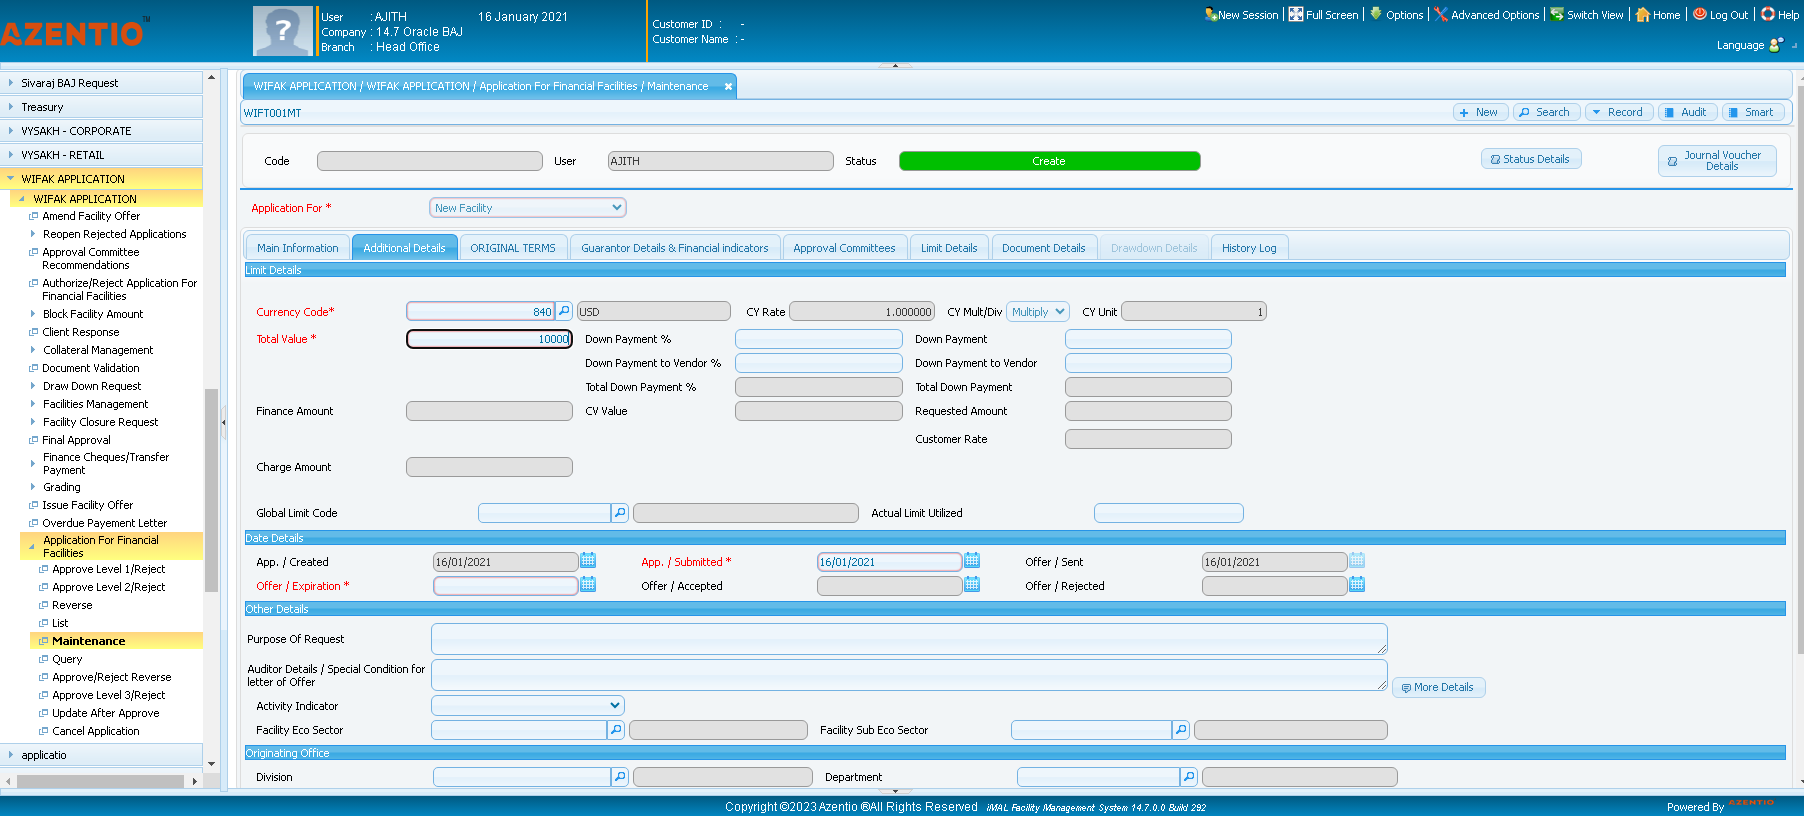 AZENTIO™
User : AJITH 16 January 2021
Company : 14.7 Oracle BAJ
Branch : Head Office
Customer ID : -
Customer Name : -
New Session Full Screen Options Advanced Options Switch View Home Log Out Help
Language
Sivaraj BAJ Request
Treasury
VYSAKH - CORPORATE
VYSAKH - RETAIL
WIFAK APPLICATION
WIFAK APPLICATION
Amend Facility Offer
Reopen Rejected Applications
Approval Committee
Recommendations
Authorize/Reject Application For
Financial Facilities
Block Facility Amount
Client Response
Collateral Management
Document Validation
Draw Down Request
Facilities Management
Facility Closure Request
Final Approval
Finance Cheques/Transfer
Payment
Grading
Issue Facility Offer
Overdue Payement Letter
Application For Financial
Facilities
Approve Level 1/Reject
Approve Level 2/Reject
Reverse
List
Maintenance
Query
Approve/Reject Reverse
Approve Level 3/Reject
Update After Approve
Cancel Application
applicatio
WIFAK APPLICATION / WIFAK APPLICATION / Application For Financial Facilities / Maintenance
WIFT001MT
New Search Record Audit Smart
Code User AJITH Status Create Status Details Journal Voucher
Details
Application For * New Facility
Main Information Additional Details ORIGINAL TERMS Guarantor Details & Financial indicators Approval Committees Limit Details Document Details Drawdown Details History Log
Limit Details
Currency Code* 840 USD CY Rate 1.000000 CY Mult/Div Multiply CY Unit 1
Total Value * 10000 Down Payment % Down Payment
Down Payment to Vendor % Down Payment to Vendor
Total Down Payment % Total Down Payment
Finance Amount CV Value Requested Amount
Customer Rate
Charge Amount
Global Limit Code Actual Limit Utilized
Date Details
App. / Created 16/01/2021 App. / Submitted * 16/01/2021 Offer / Sent 16/01/2021
Offer / Expiration * Offer / Accepted Offer / Rejected
Other Details
Purpose Of Request
Auditor Details / Special Condition for
letter of Offer
More Details
Activity Indicator
Facility Eco Sector Facility Sub Eco Sector
Originating Office
Division Department
Copyright ©2023 Azentio ®All Rights Reserved iMAL Facility Management System 14.7.0.0 Build 292
Powered By AZENTIO